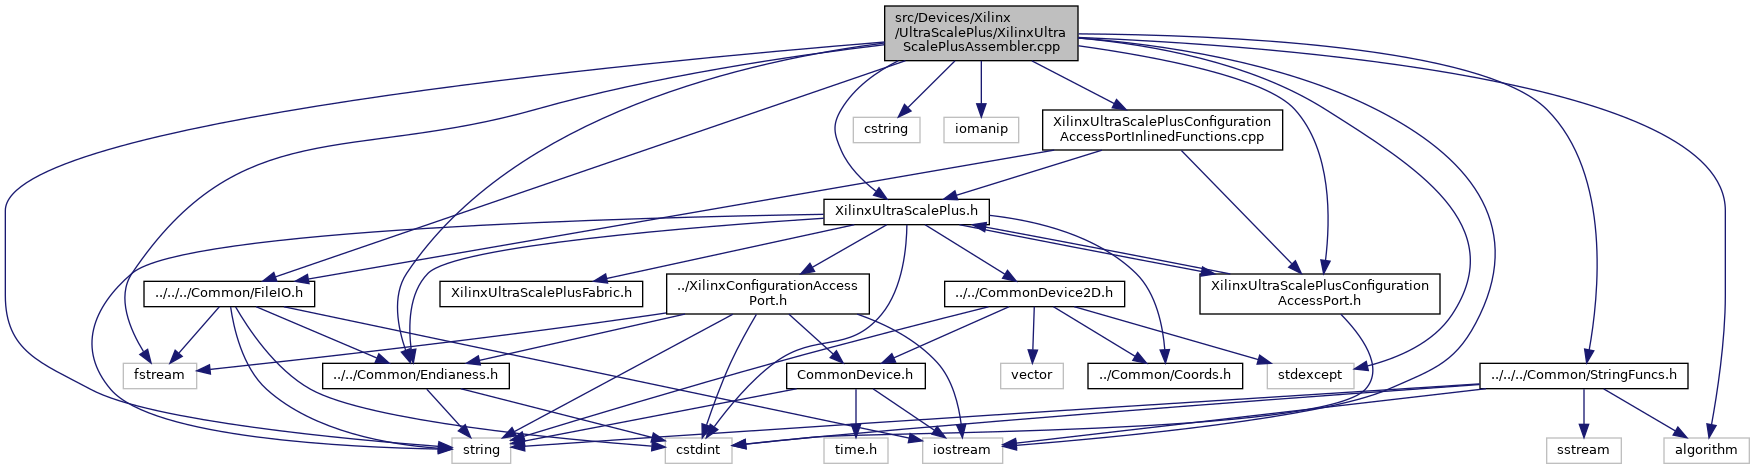 src/Devices/Xilinx
/UltraScalePlus/XilinxUltra
ScalePlusAssembler.cpp
cstring
iomanip
XilinxUltraScalePlusConfiguration
AccessPortInlinedFunctions.cpp
XilinxUltraScalePlus.h
../../../Common/FileIO.h
XilinxUltraScalePlusFabric.h
../XilinxConfigurationAccess
Port.h
../../CommonDevice2D.h
XilinxUltraScalePlusConfiguration
AccessPort.h
fstream
../../Common/Endianess.h
CommonDevice.h
vector
../Common/Coords.h
stdexcept
../../../Common/StringFuncs.h
string
cstdint
time.h
iostream
sstream
algorithm